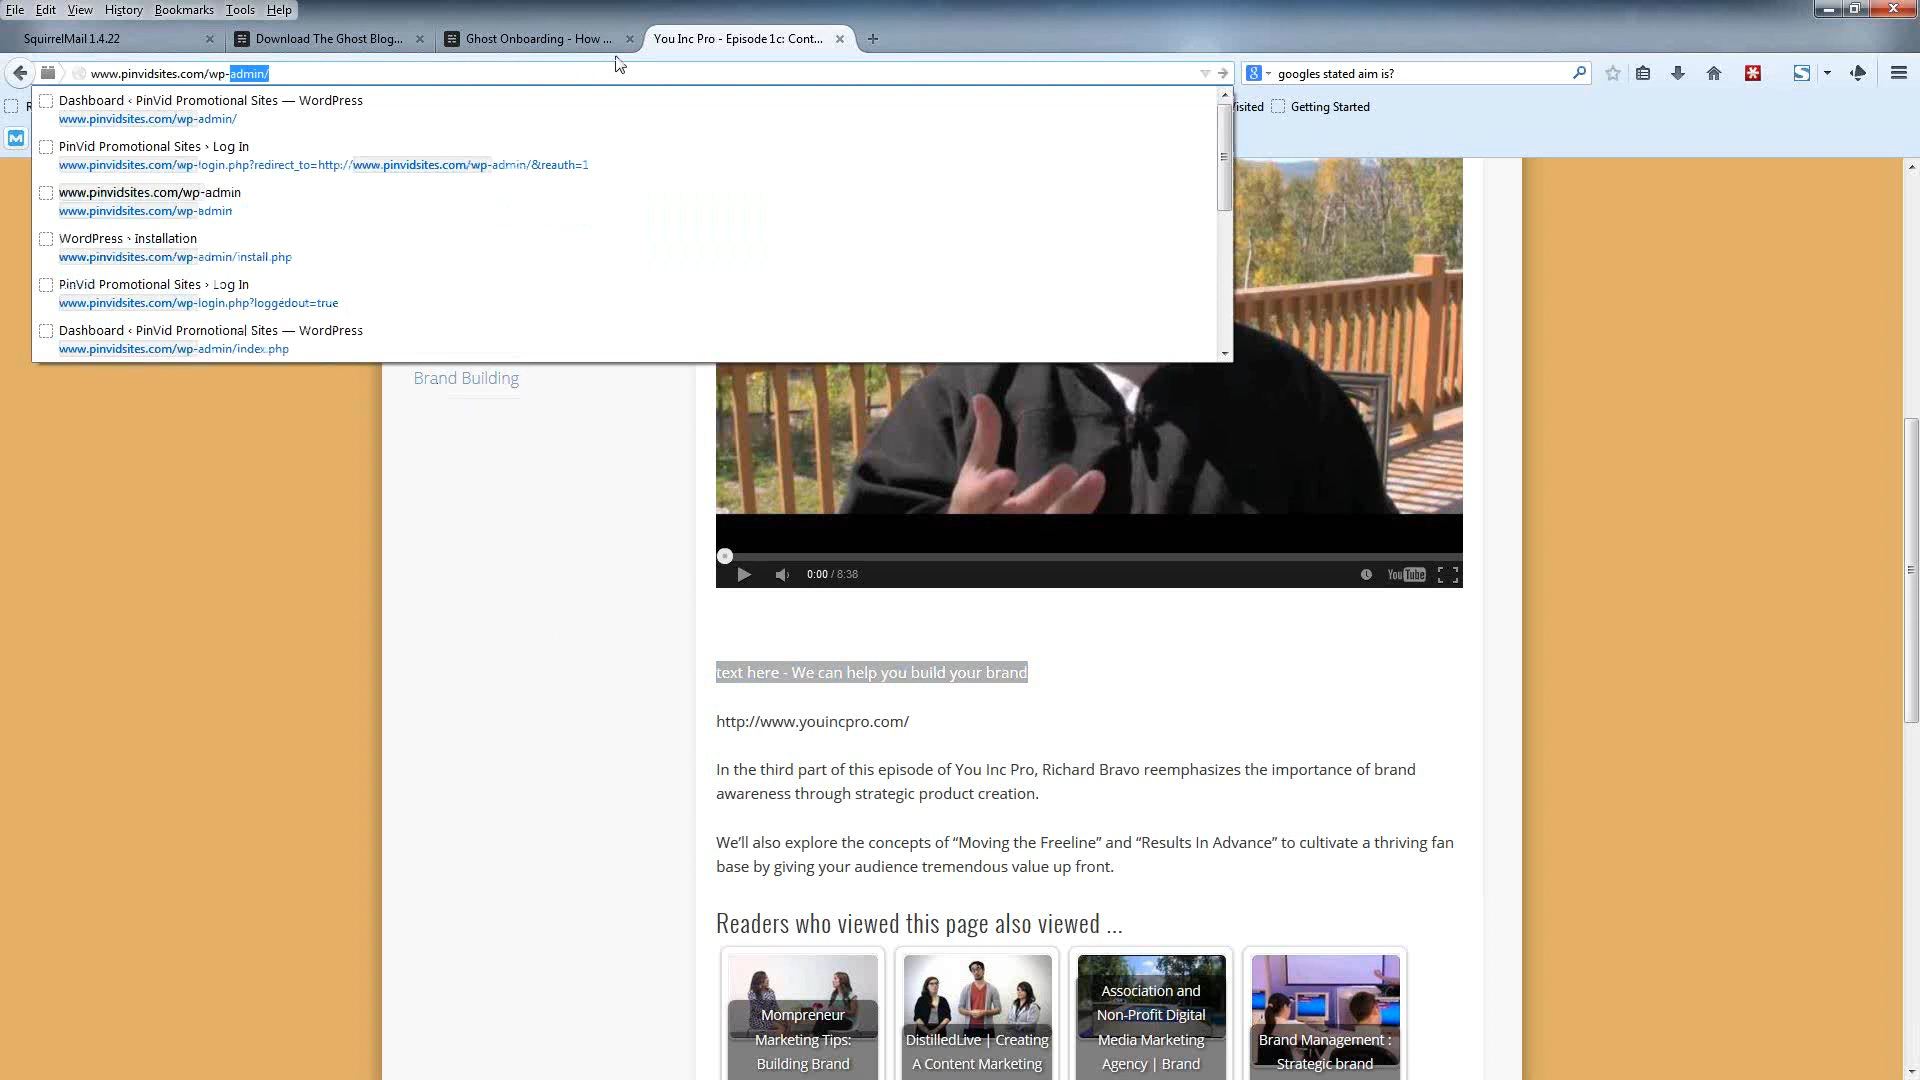 File Edit View History Bookmarks Tools Help
SquirrelMail 1.4.22
Download The Ghost Blog...
Ghost Onboarding - How ...
You Inc Pro - Episode 1c: Cont...
www.pinvidsites.com/wp-admin/
googles stated aim is?
isited
Getting Started
Dashboard ‹ PinVid Promotional Sites — WordPress
www.pinvidsites.com/wp-admin/
PinVid Promotional Sites › Log In
www.pinvidsites.com/wp-login.php?redirect_to=http://www.pinvidsites.com/wp-admin/&reauth=1
www.pinvidsites.com/wp-admin
www.pinvidsites.com/wp-admin
WordPress › Installation
www.pinvidsites.com/wp-admin/install.php
PinVid Promotional Sites › Log In
www.pinvidsites.com/wp-login.php?loggedout=true
Dashboard ‹ PinVid Promotional Sites — WordPress
www.pinvidsites.com/wp-admin/index.php
Brand Building
0:00 / 8:38
YouTube
text here - We can help you build your brand
http://www.youincpro.com/
In the third part of this episode of You Inc Pro, Richard Bravo reemphasizes the importance of brand
awareness through strategic product creation.
We’ll also explore the concepts of “Moving the Freeline” and “Results In Advance” to cultivate a thriving fan
base by giving your audience tremendous value up front.
Readers who viewed this page also viewed ...
Mompreneur
Marketing Tips:
Building Brand
DistilledLive | Creating
A Content Marketing
Association and
Non-Profit Digital
Media Marketing
Agency | Brand
Brand Management :
Strategic brand